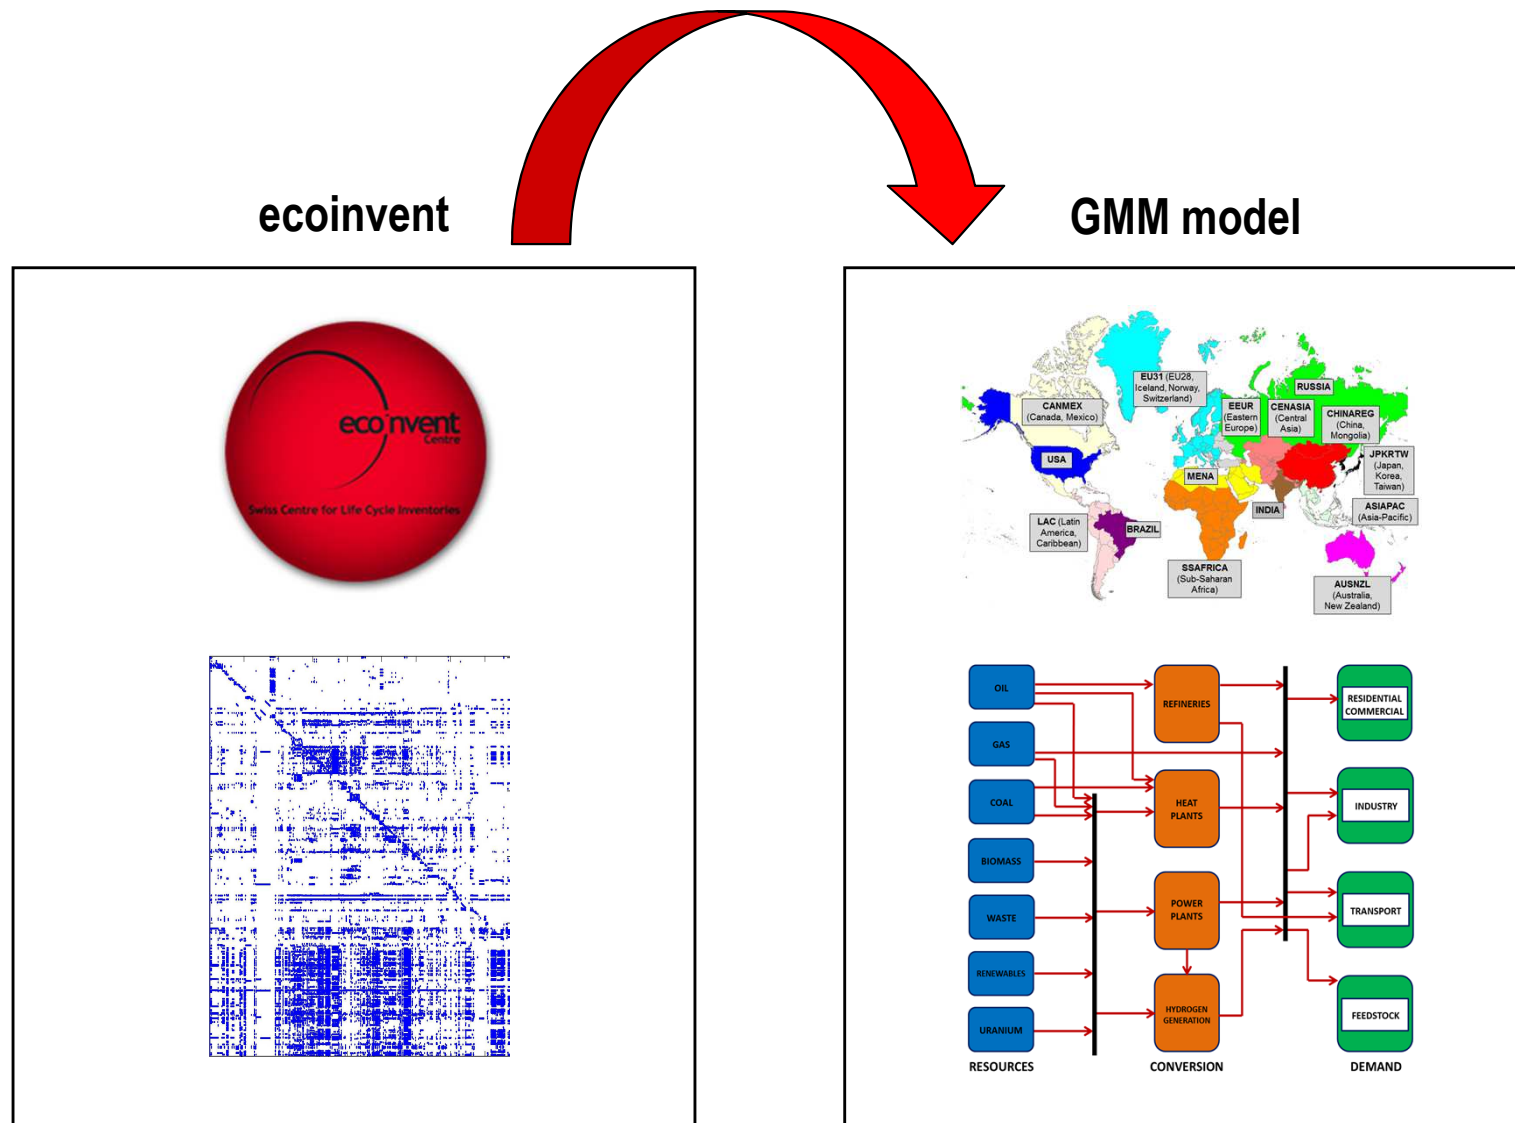 ecoinvent
GMM model
ecoinvent
Centre
Swiss Centre for Life Cycle Inventories
EU31 (EU28,
Iceland, Norway,
Switzerland)
RUSSIA
CANMEX
(Canada, Mexico)
EEUR
(Eastern
Europe)
CENASIA
(Central
Asia)
CHINAREG
(China,
Mongolia)
USA
MENA
JPKRTW
(Japan,
Korea,
Taiwan)
INDIA
ASIAPAC
(Asia-Pacific)
LAC (Latin
America,
Caribbean)
BRAZIL
SSAFRICA
(Sub-Saharan
Africa)
AUSNZL
(Australia,
New Zealand)
OIL
GAS
COAL
BIOMASS
WASTE
RENEWABLES
URANIUM
RESOURCES
REFINERIES
HEAT
PLANTS
POWER
PLANTS
HYDROGEN
GENERATION
CONVERSION
RESIDENTIAL
COMMERCIAL
INDUSTRY
TRANSPORT
FEEDSTOCK
DEMAND